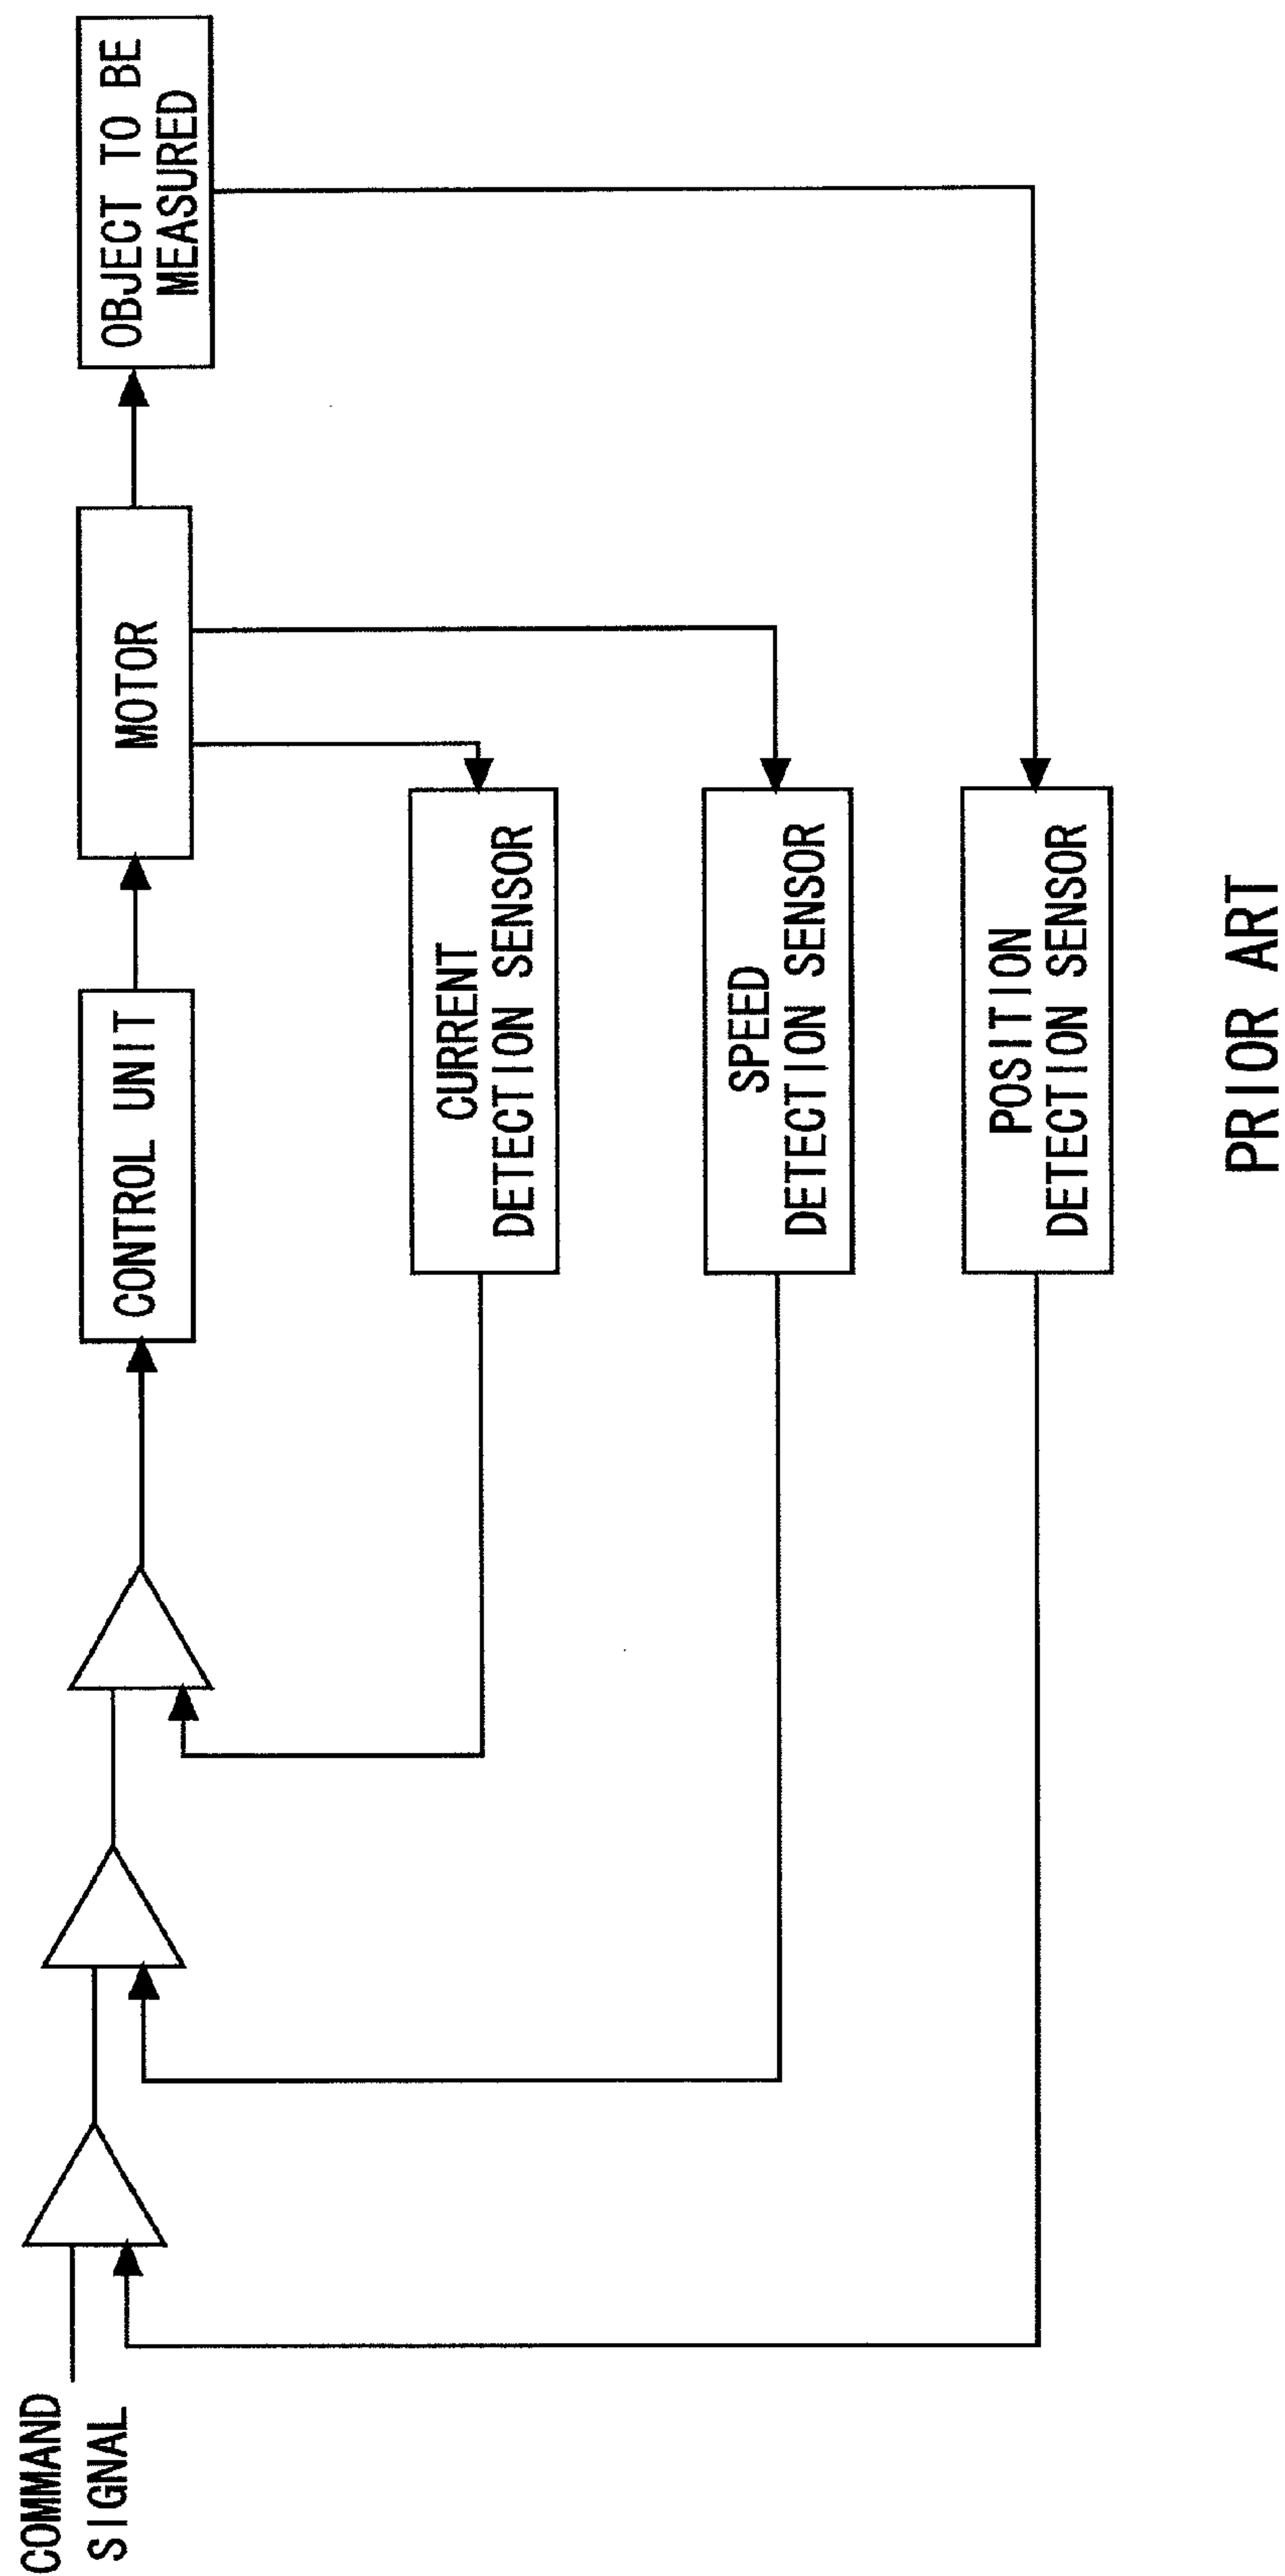 COMMAND
SIGNAL
CONTROL UNIT
MOTOR
OBJECT TO BE
MEASURED
CURRENT
DETECTION SENSOR
SPEED
DETECTION SENSOR
POSITION
DETECTION SENSOR
PRIOR ART